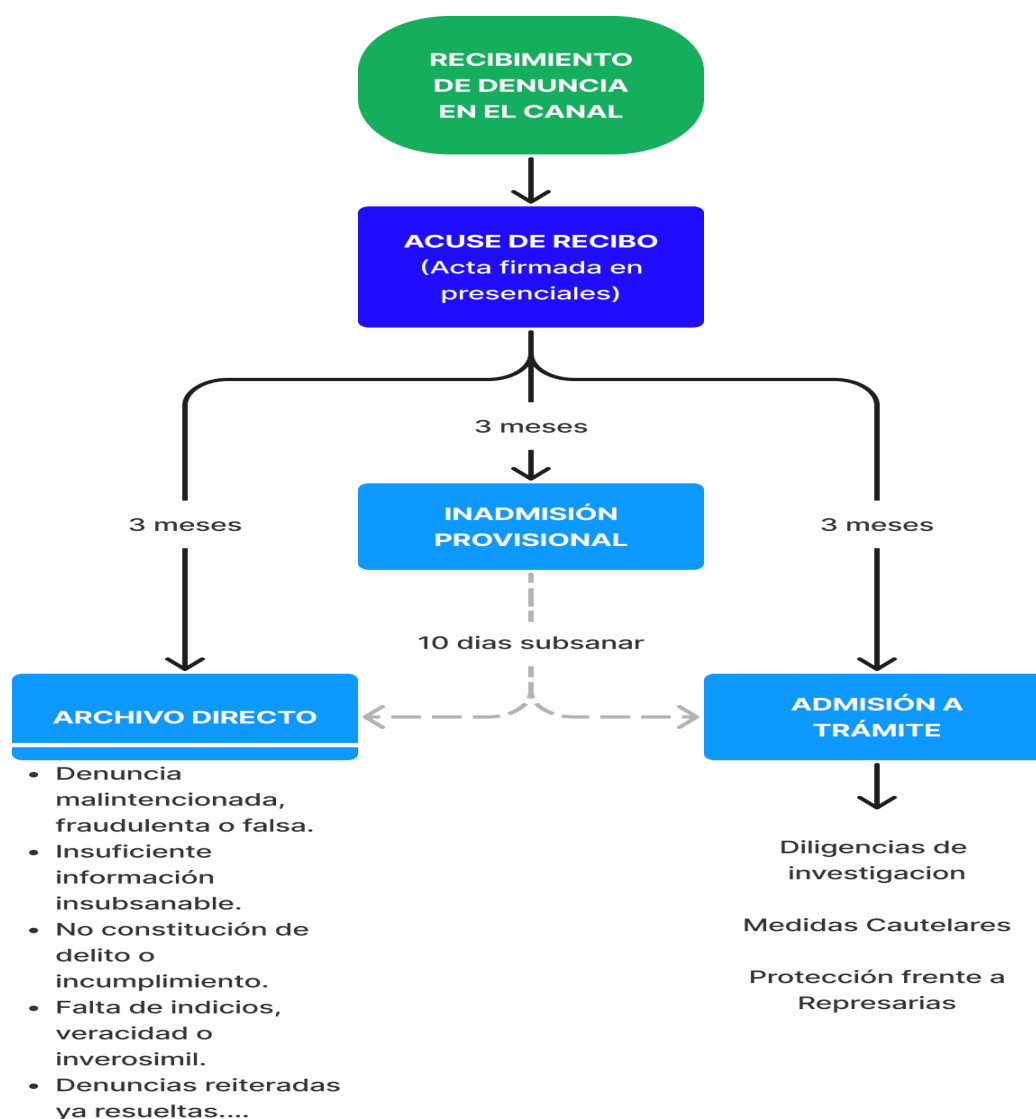 RECIBIMIENTO
DE DENUNCIA
EN EL CANAL
ACUSE DE RECIBO
(Acta firmada en
presenciales)
3 meses
3 meses
3 meses
INADMISIÓN
PROVISIONAL
10 dias subsanar
ARCHIVO DIRECTO
• Denuncia
malintencionada,
fraudulenta o falsa.
• Insuficiente
información
insubsanable.
• No constitución de
delito o
incumplimiento.
• Falta de indicios,
veracidad o
inverosimil.
• Denuncias reiteradas
ya resueltas....
ADMISIÓN A
TRÁMITE
Diligencias de
investigacion
Medidas Cautelares
Protección frente a
Represarias